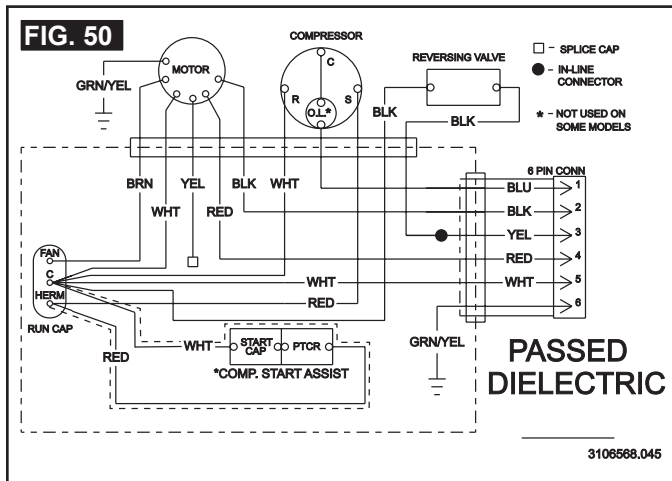 FIG. 50
COMPRESSOR
MOTOR
GRN/YEL
C
R
S
O.L.*
REVERSING VALVE
BLK
BLK
- SPLICE CAP
- IN-LINE
CONNECTOR
* - NOT USED ON
SOME MODELS
6 PIN CONN
BRN
YEL
BLK
WHT
WHT
RED
BLU
1
BLK
2
YEL
3
RED
4
WHT
5
6
FAN
C
HERM
RUN CAP
WHT
RED
RED
WHT
START
CAP
PTCR
*COMP. START ASSIST
GRN/YEL
PASSED
DIELECTRIC
3106568.045